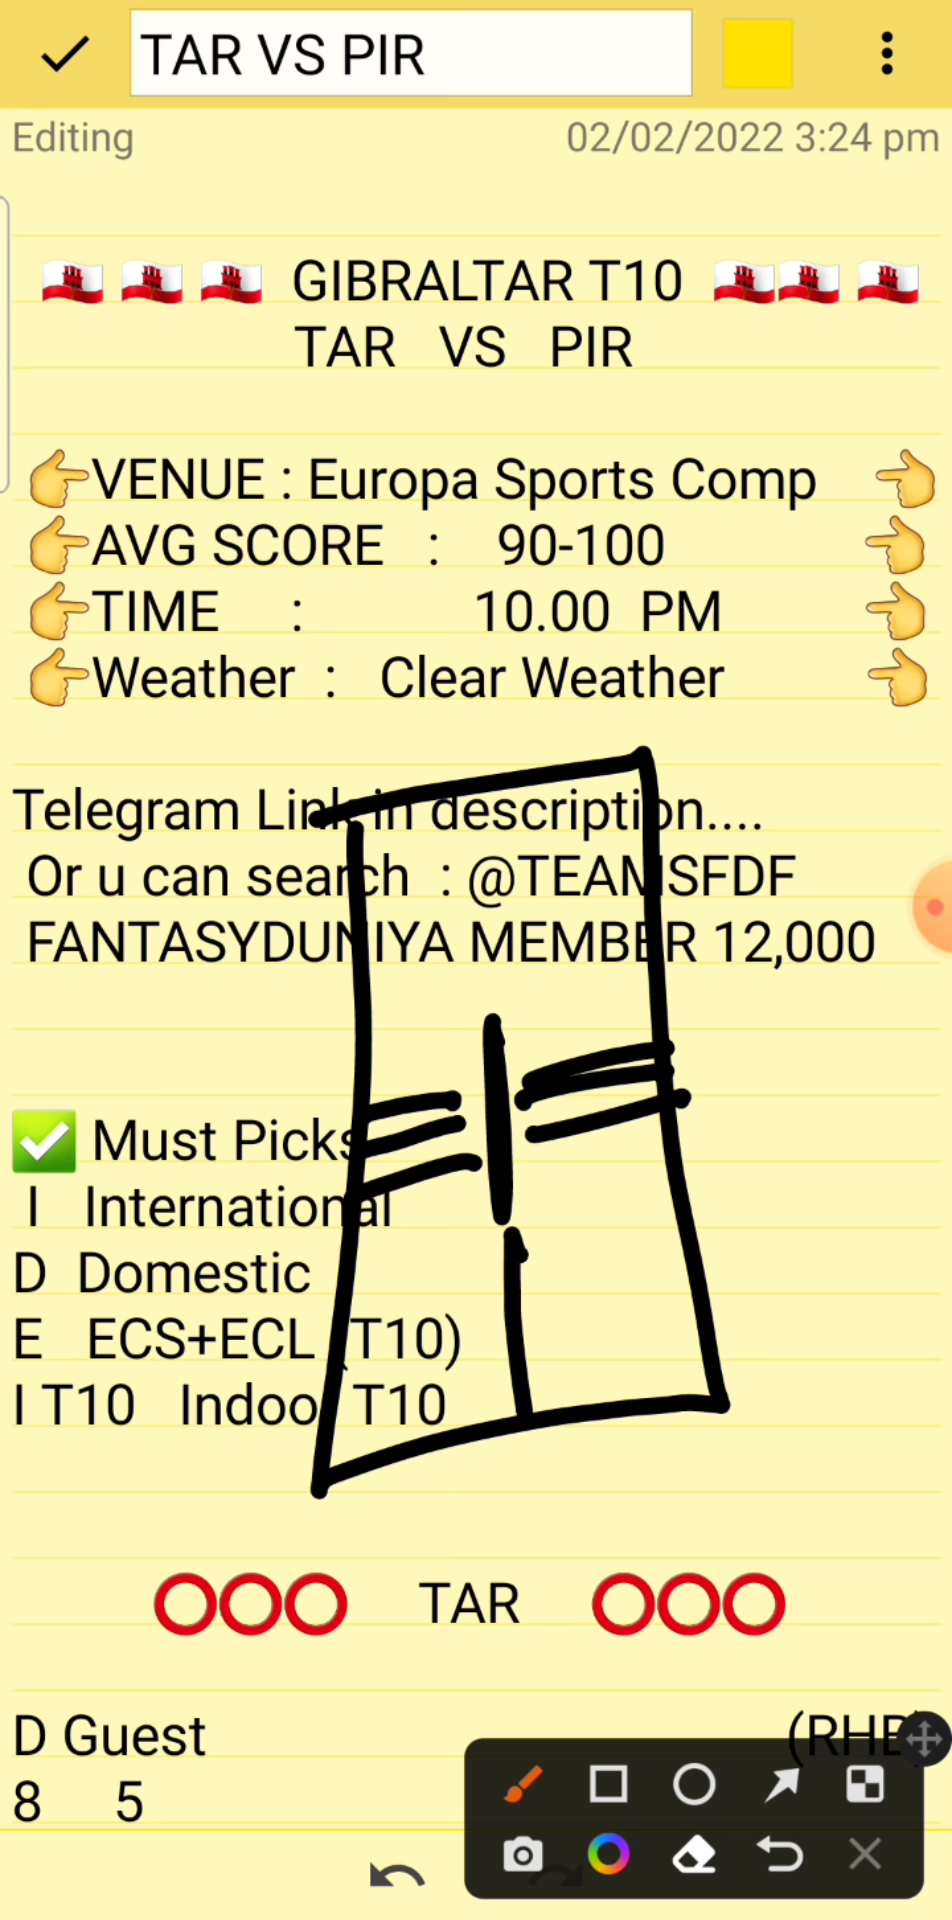 TAR VS PIR
Editing 02/02/2022 3:24 pm
GIBRALTAR T10
TAR VS PIR
VENUE : Europa Sports Comp
AVG SCORE : 90-100
TIME : 10.00 PM
Weather : Clear Weather
Telegram Link in description....
Or u can search : @TEAMSFDF
FANTASYDUNIYA MEMBER 12,000
Must Picks
I International
D Domestic
E ECS+ECL (T10)
I T10 Indoor T10
TAR
D Guest (RHB)
8 5